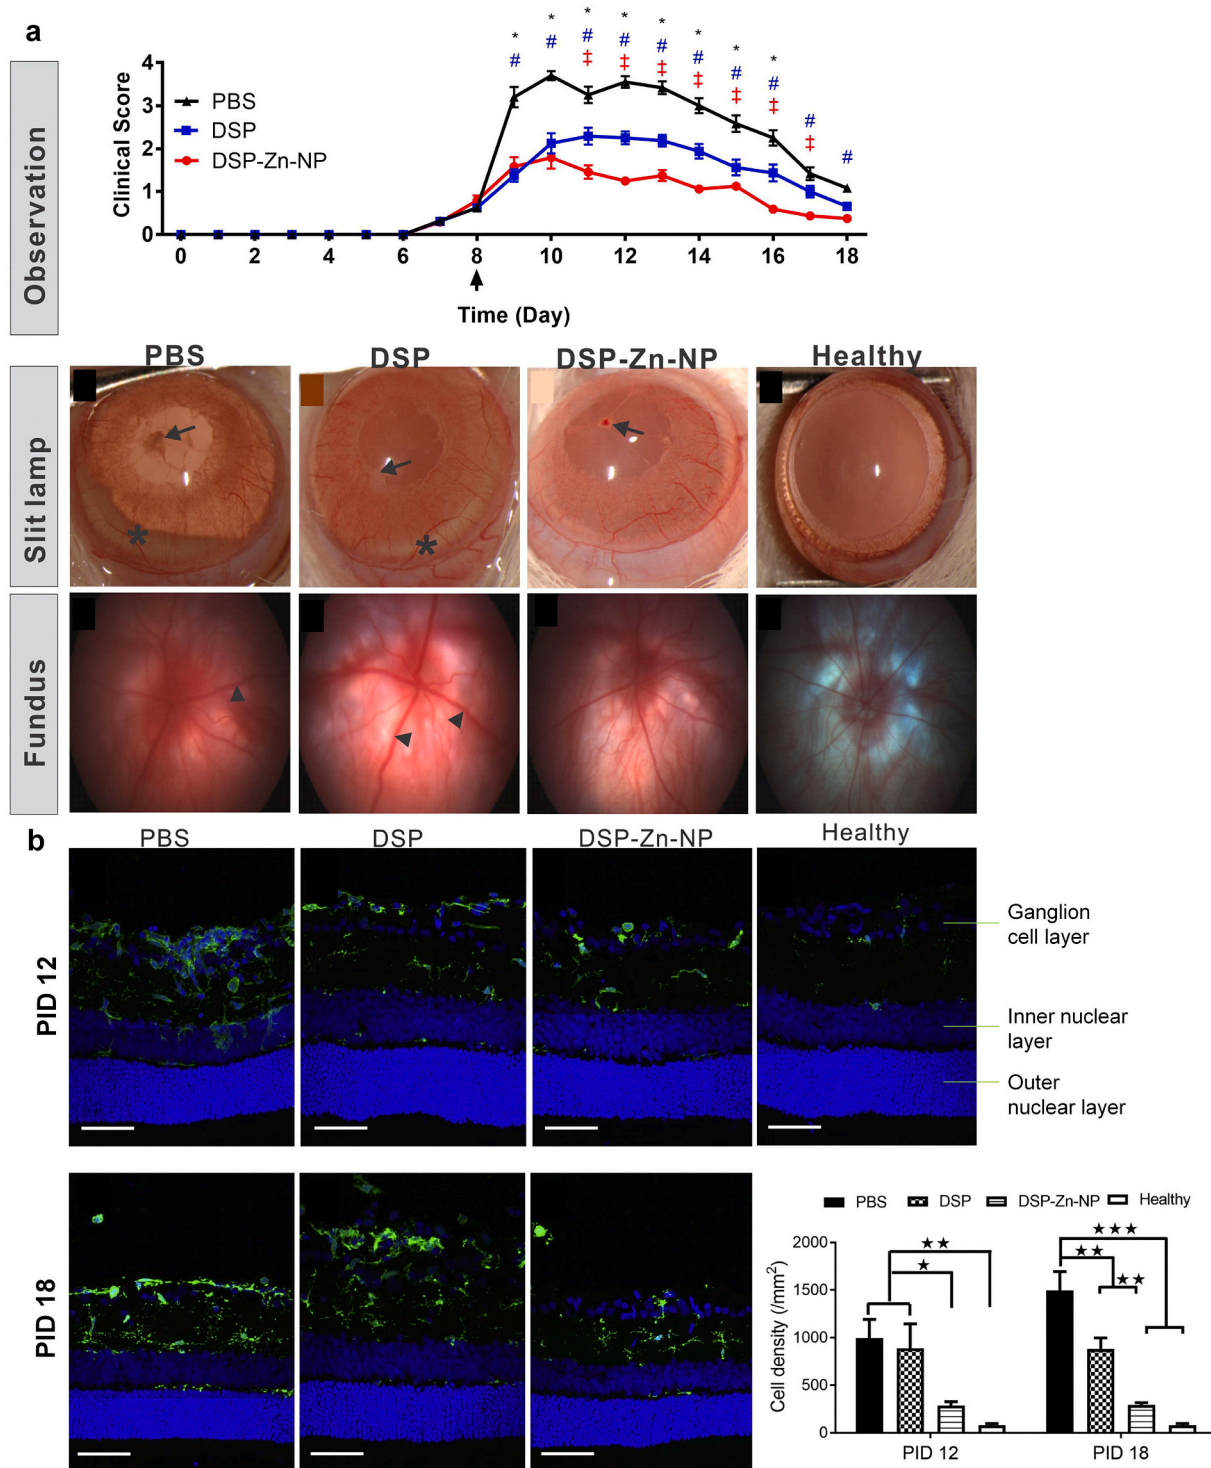 a
Observation
Clinical Score
4
3
2
1
0
PBS
DSP
DSP-Zn-NP
* * * * * * * *
# # # # # # # # # #
‡ ‡ ‡ ‡ ‡ ‡ ‡
0 2 4 6 8 10 12 14 16 18
Time (Day)
PBS DSP DSP-Zn-NP Healthy
Slit lamp
* *
Fundus
b
PBS DSP DSP-Zn-NP Healthy
PID 12
Ganglion
cell layer
Inner nuclear
layer
Outer
nuclear layer
PID 18
PBS DSP DSP-Zn-NP Healthy
Cell density (/mm²)
2000
1500
1000
500
0
★★
★
★★★
★★
★★
PID 12 PID 18